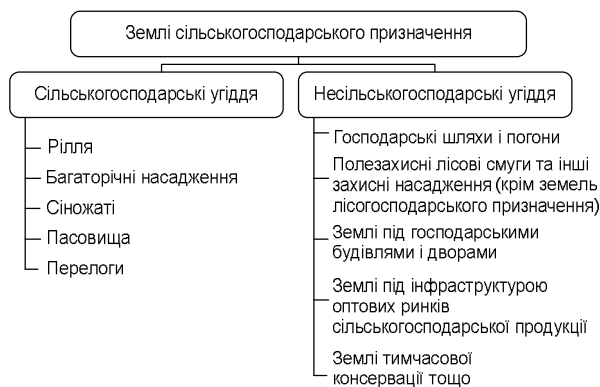 Землі сільськогосподарського призначення
Сільськогосподарські угіддя
Рілля
Багаторічні насадження
Сіножаті
Пасовища
Перелоги
Несільськогосподарські угіддя
Господарські шляхи і погони
Полезахисні лісові смуги та інші
захисні насадження (крім земель
лісогосподарського призначення)
Землі під господарськими
будівлями і дворами
Землі під інфраструктурою
оптових ринків
сільськогосподарської продукції
Землі тимчасової
консервації тощо